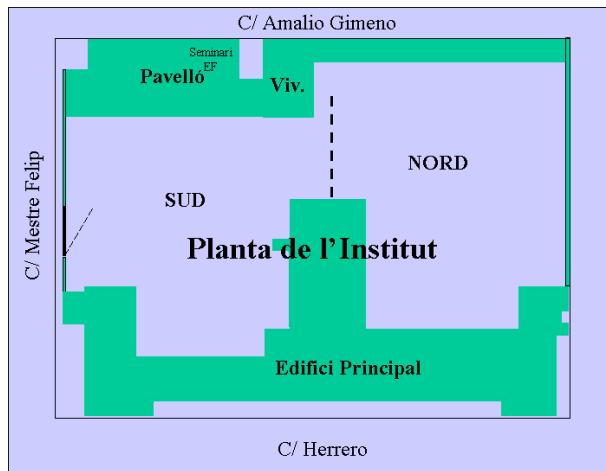 C/ Amalio Gimeno
Seminari
EF
Pavelló
Viv.
C/ Mestre Felip
NORD
SUD
Planta de l’Institut
Edifici Principal
C/ Herrero